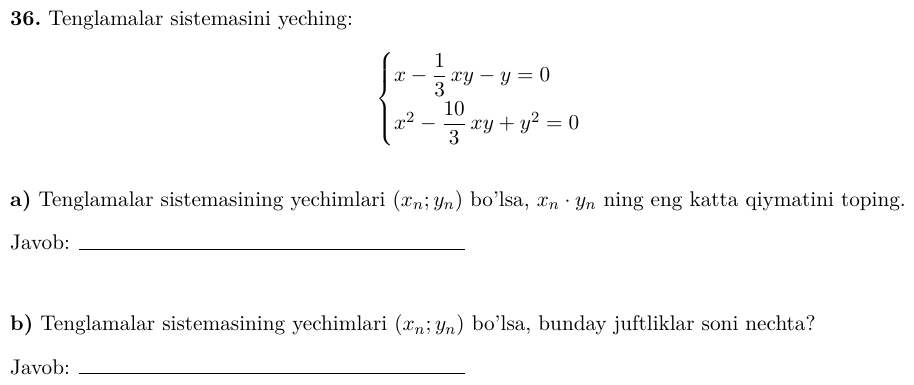 36. Tenglamalar sistemasini yeching:
x − 1/3 xy − y = 0
x² − 10/3 xy + y² = 0
a) Tenglamalar sistemasining yechimlari (xₙ; yₙ) bo'lsa, xₙ · yₙ ning eng katta qiymatini toping.
Javob:
b) Tenglamalar sistemasining yechimlari (xₙ; yₙ) bo'lsa, bunday juftliklar soni nechta?
Javob: